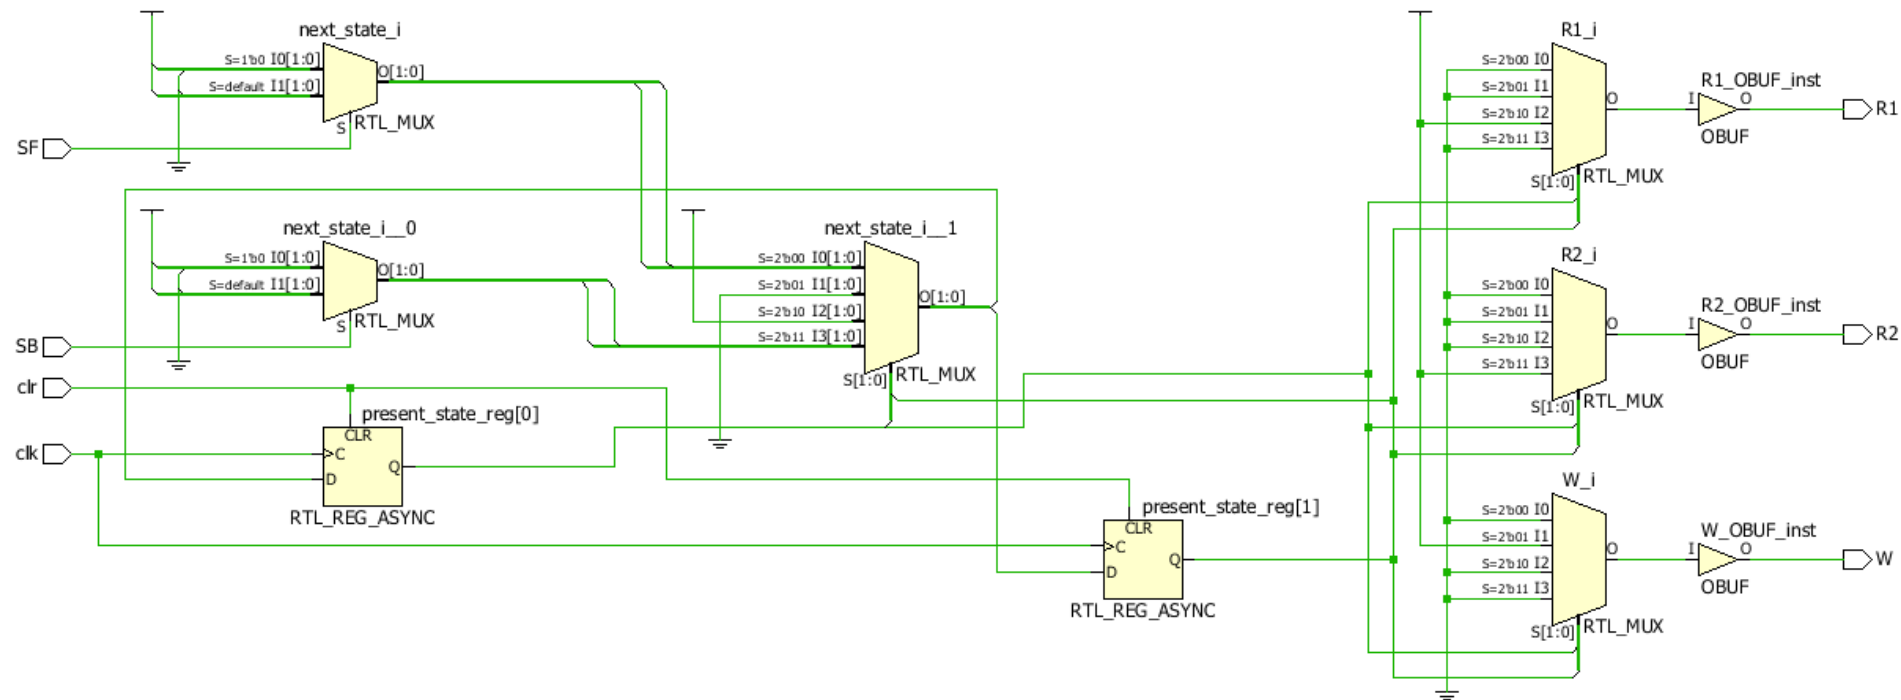 next_state_i
S=1'b0 I0[1:0]
S=default I1[1:0]
O[1:0]
S
RTL_MUX
SF
next_state_i__0
S=1'b0 I0[1:0]
S=default I1[1:0]
O[1:0]
S
RTL_MUX
SB
clr
clk
present_state_reg[0]
CLR
C
D
Q
RTL_REG_ASYNC
next_state_i__1
S=2'b00 I0[1:0]
S=2'b01 I1[1:0]
S=2'b10 I2[1:0]
S=2'b11 I3[1:0]
O[1:0]
S[1:0]
RTL_MUX
present_state_reg[1]
CLR
C
D
Q
RTL_REG_ASYNC
R1_i
S=2'b00 I0
S=2'b01 I1
S=2'b10 I2
S=2'b11 I3
O
S[1:0]
RTL_MUX
R1_OBUF_inst
I
O
OBUF
R1
R2_i
S=2'b00 I0
S=2'b01 I1
S=2'b10 I2
S=2'b11 I3
O
S[1:0]
RTL_MUX
R2_OBUF_inst
I
O
OBUF
R2
W_i
S=2'b00 I0
S=2'b01 I1
S=2'b10 I2
S=2'b11 I3
O
S[1:0]
RTL_MUX
W_OBUF_inst
I
O
OBUF
W